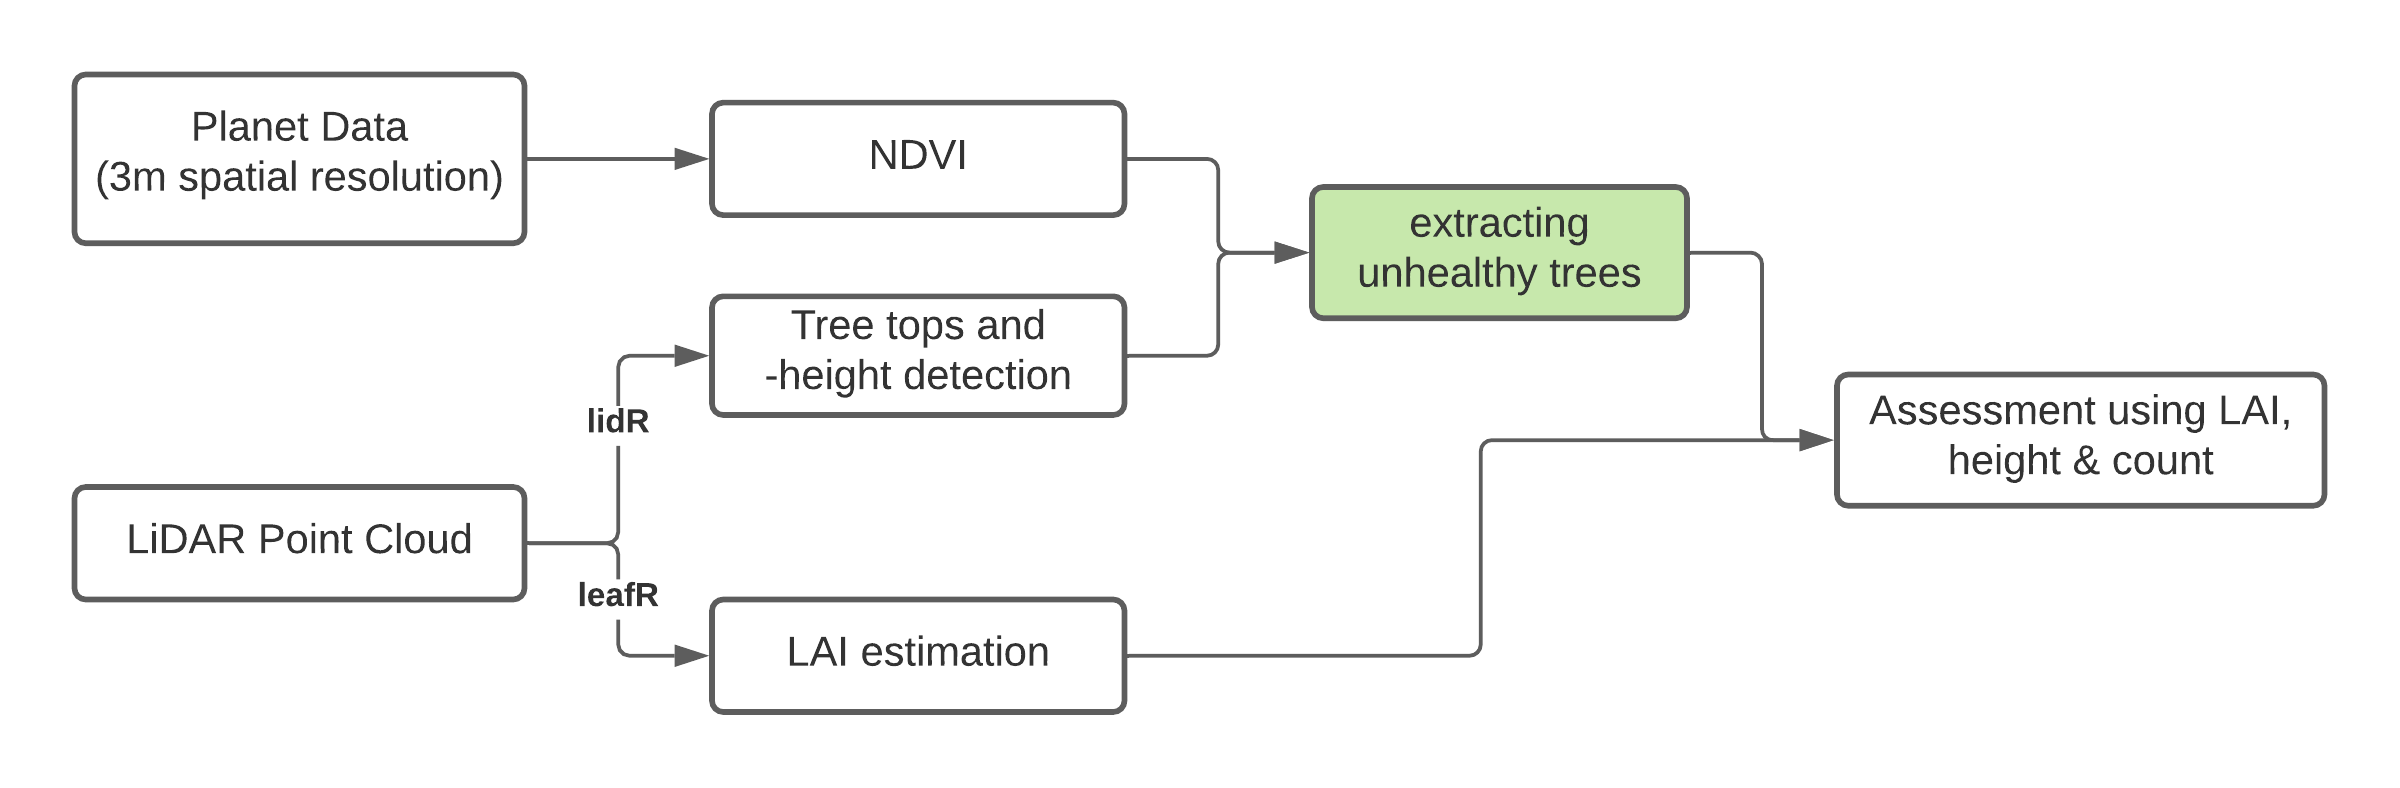 Planet Data
(3m spatial resolution)
NDVI
extracting
unhealthy trees
Tree tops and
-height detection
lidR
Assessment using LAI,
height & count
LiDAR Point Cloud
leafR
LAI estimation